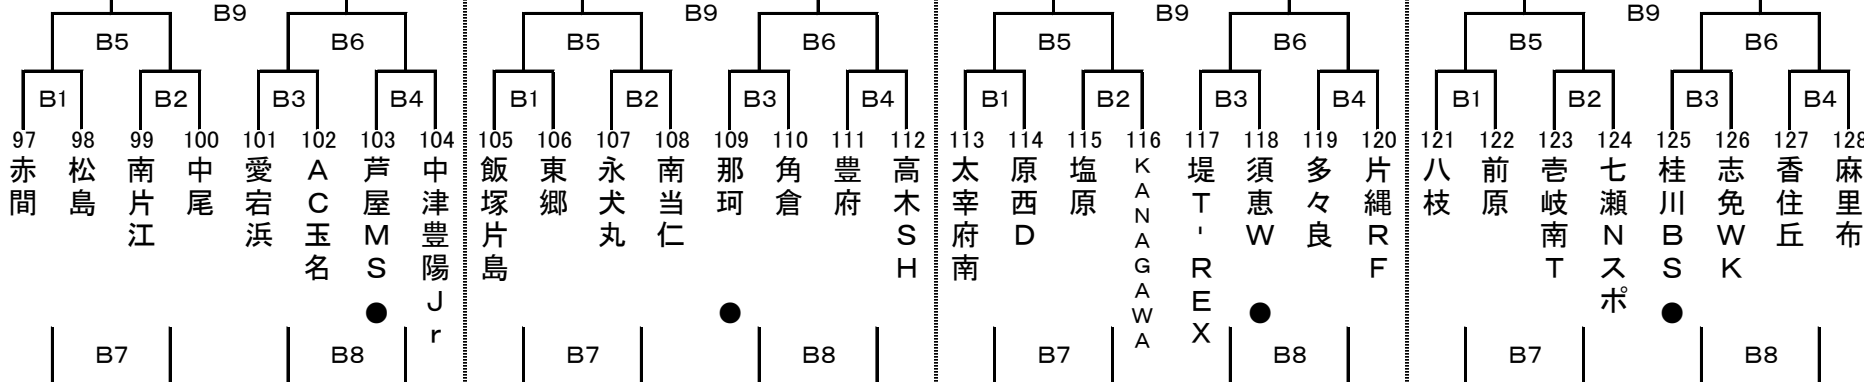 B9 B9 B9 B9
B5 B6 B5 B6 B5 B6 B5 B6
B1 B2 B3 B4 B1 B2 B3 B4 B1 B2 B3 B4 B1 B2 B3 B4
97 98 99 100 101 102 103 104 105 106 107 108 109 110 111 112 113 114 115 116 117 118 119 120 121 122 123 124 125 126 127 128
赤間
松島
南片江
中尾
愛宕浜
AC玉名
芦屋MS ●
中津豊陽Jr
飯塚片島
東郷
永犬丸
南当仁
那珂 ●
角倉
豊府
高木SH
太宰府南
原西D
塩原
KANAGAWA
堤T-REX
須恵W ●
多々良
片縄RF
八枝
前原
壱岐南T
七瀬Nスポ
桂川BS ●
志免WK
香住丘
麻里布
B7 B8 B7 B8 B7 B8 B7 B8